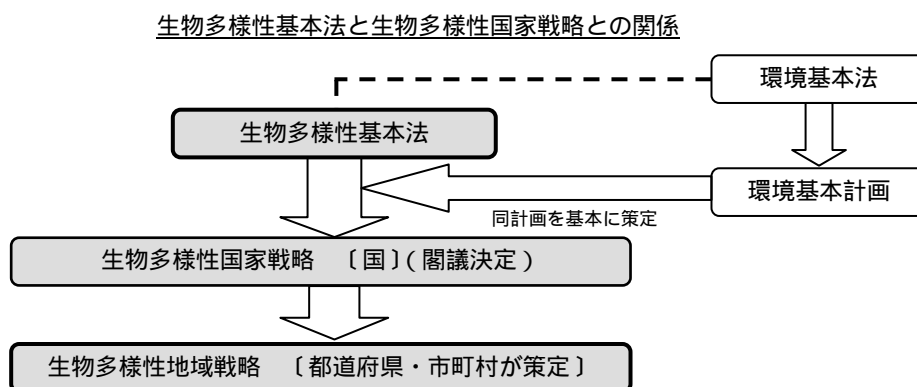 生物多様性基本法と生物多様性国家戦略との関係
環境基本法
生物多様性基本法
環境基本計画
同計画を基本に策定
生物多様性国家戦略 〔国〕(閣議決定)
生物多様性地域戦略 〔都道府県・市町村が策定〕